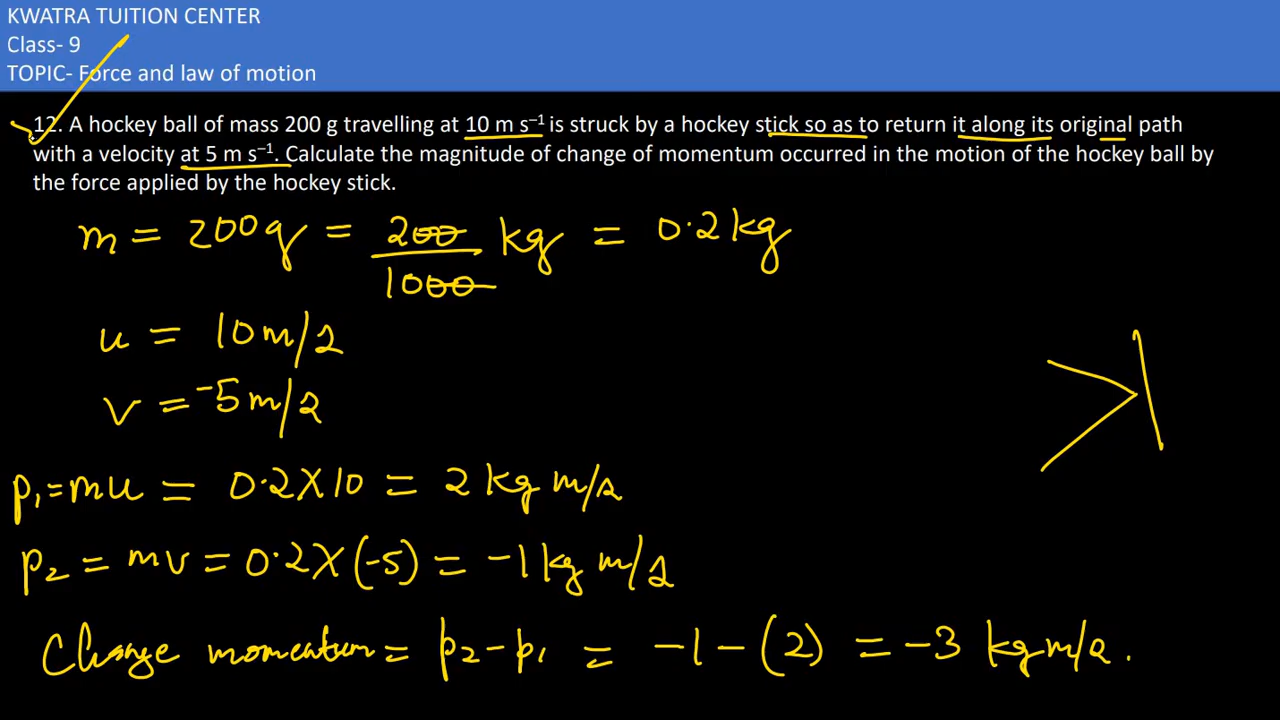 KWATRA TUITION CENTER
Class- 9
TOPIC- Force and law of motion
12. A hockey ball of mass 200 g travelling at 10 m s⁻¹ is struck by a hockey stick so as to return it along its original path
with a velocity at 5 m s⁻¹. Calculate the magnitude of change of momentum occurred in the motion of the hockey ball by
the force applied by the hockey stick.
m = 200g = 200/1000 kg = 0.2 kg
u = 10 m/s
v = -5 m/s
p₁ = mu = 0.2 X 10 = 2 kg m/s
p₂ = mv = 0.2 X (-5) = -1 kg m/s
Change momentum = p₂ - p₁ = -1 - (2) = -3 kg m/s.